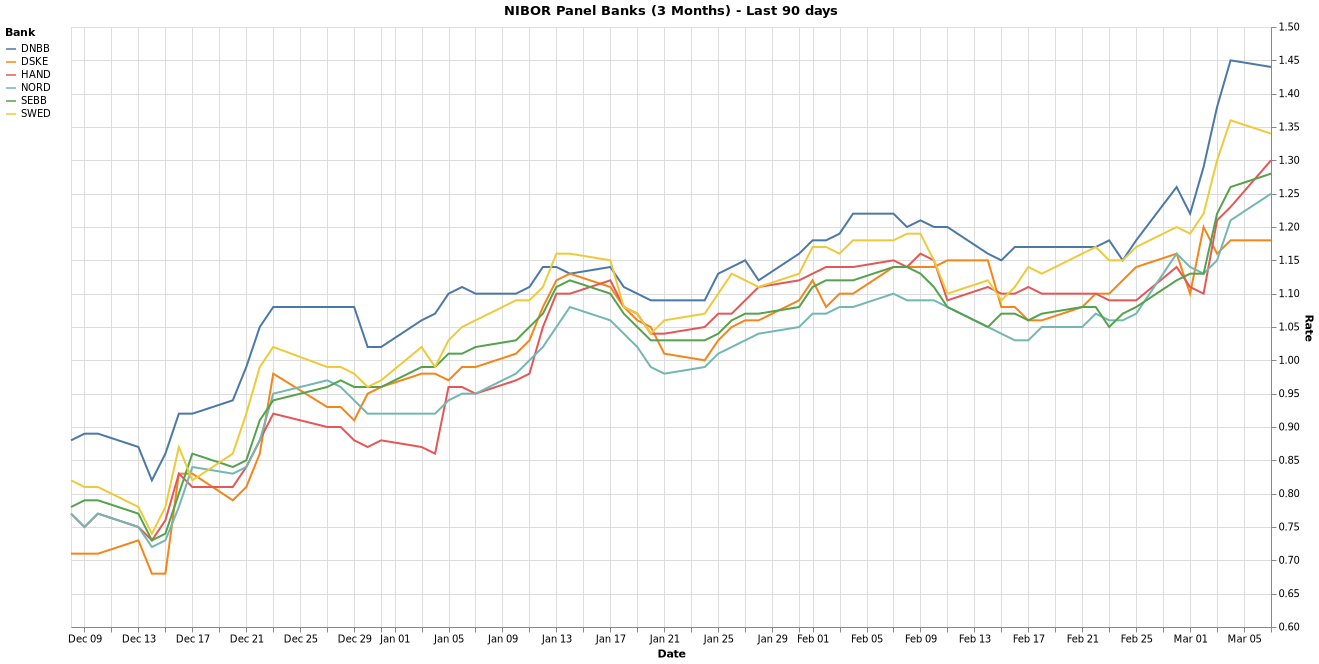 NIBOR Panel Banks (3 Months) - Last 90 days
Bank
DNBB
DSKE
HAND
NORD
SEBB
SWED
1.50
1.45
1.40
1.35
1.30
1.25
1.20
1.15
1.10
1.05
1.00
0.95
0.90
0.85
0.80
0.75
0.70
0.65
0.60
Rate
Dec 09 Dec 13 Dec 17 Dec 21 Dec 25 Dec 29 Jan 01 Jan 05 Jan 09 Jan 13 Jan 17 Jan 21 Jan 25 Jan 29 Feb 01 Feb 05 Feb 09 Feb 13 Feb 17 Feb 21 Feb 25 Mar 01 Mar 05
Date